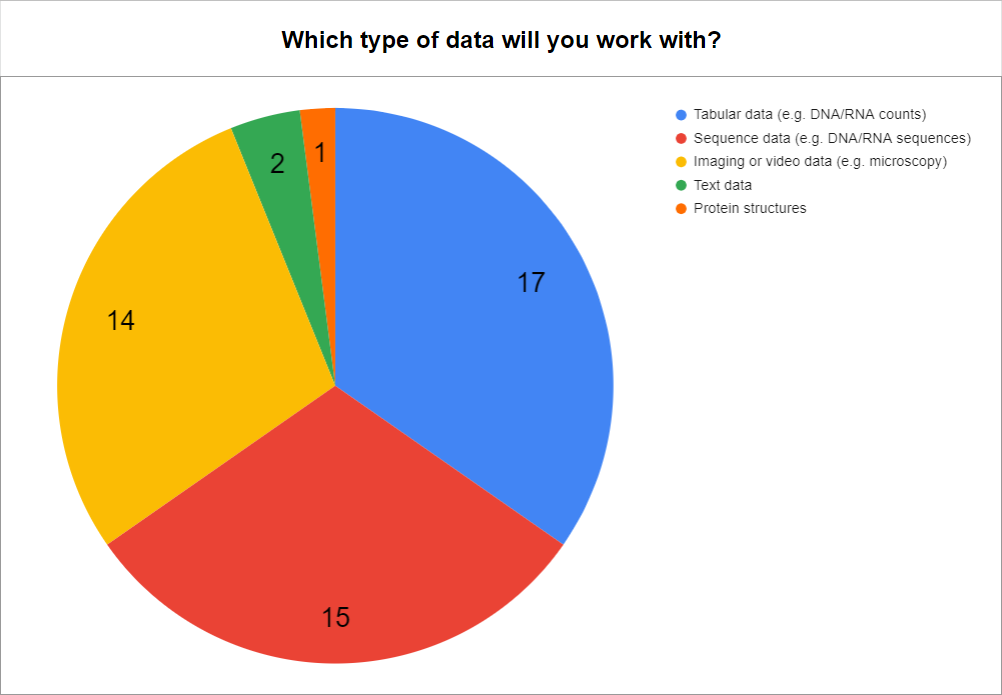 Which type of data will you work with?
Tabular data (e.g. DNA/RNA counts)
Sequence data (e.g. DNA/RNA sequences)
Imaging or video data (e.g. microscopy)
Text data
Protein structures
1
2
17
14
15